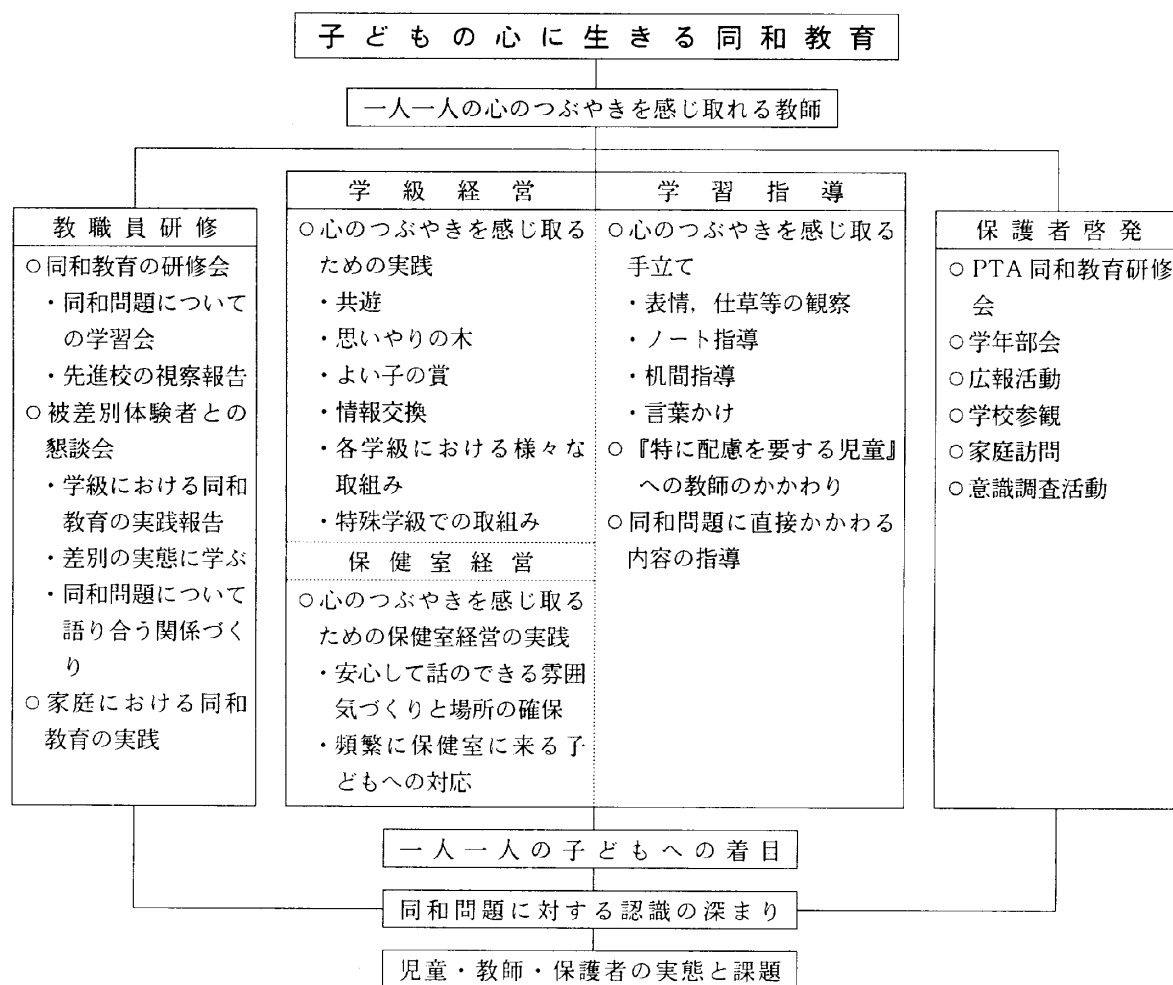 子どもの心に生きる同和教育
一人一人の心のつぶやきを感じ取れる教師
教職員研修
○同和教育の研修会
・同和問題について
の学習会
・先進校の視察報告
○被差別体験者との
懇談会
・学級における同和
教育の実践報告
・差別の実態に学ぶ
・同和問題について
語り合う関係づく
り
○家庭における同和
教育の実践
学級経営
○心のつぶやきを感じ取る
ための実践
・共遊
・思いやりの木
・よい子の賞
・情報交換
・各学級における様々な
取組み
・特殊学級での取組み
保健室経営
○心のつぶやきを感じ取る
ための保健室経営の実践
・安心して話のできる雰囲
気づくりと場所の確保
・頻繁に保健室に来る子
どもへの対応
学習指導
○心のつぶやきを感じ取る
手立て
・表情，仕草等の観察
・ノート指導
・机間指導
・言葉かけ
○『特に配慮を要する児童』
への教師のかかわり
○同和問題に直接かかわる
内容の指導
保護者啓発
○PTA同和教育研修
会
○学年部会
○広報活動
○学校参観
○家庭訪問
○意識調査活動
一人一人の子どもへの着目
同和問題に対する認識の深まり
児童・教師・保護者の実態と課題